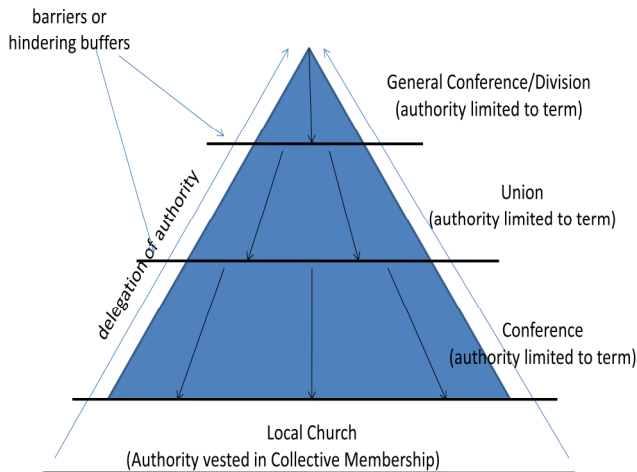 barriers or
hindering buffers
General Conference/Division
(authority limited to term)
Union
(authority limited to term)
delegation of authority
Conference
(authority limited to term)
Local Church
(Authority vested in Collective Membership)